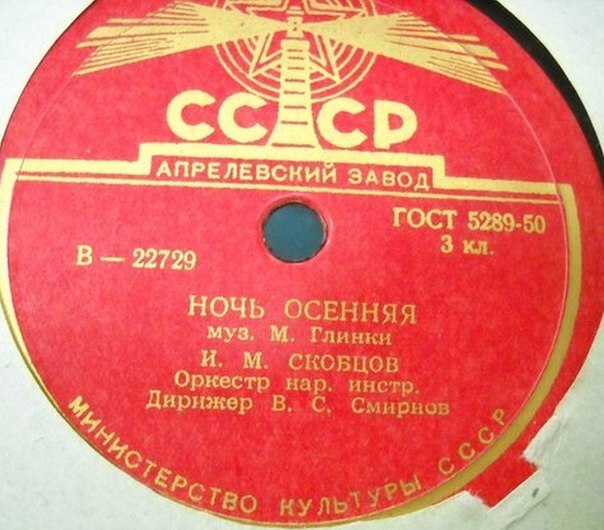 СССР
АПРЕЛЕВСКИЙ ЗАВОД
ГОСТ 5289-50
3 кл.
В — 22729
НОЧЬ ОСЕННЯЯ
муз. М. Глинки
И. М. СКОБЦОВ
Оркестр нар. инстр.
Дирижер В. С. Смирнов
МИНИСТЕРСТВО КУЛЬТУРЫ СССР